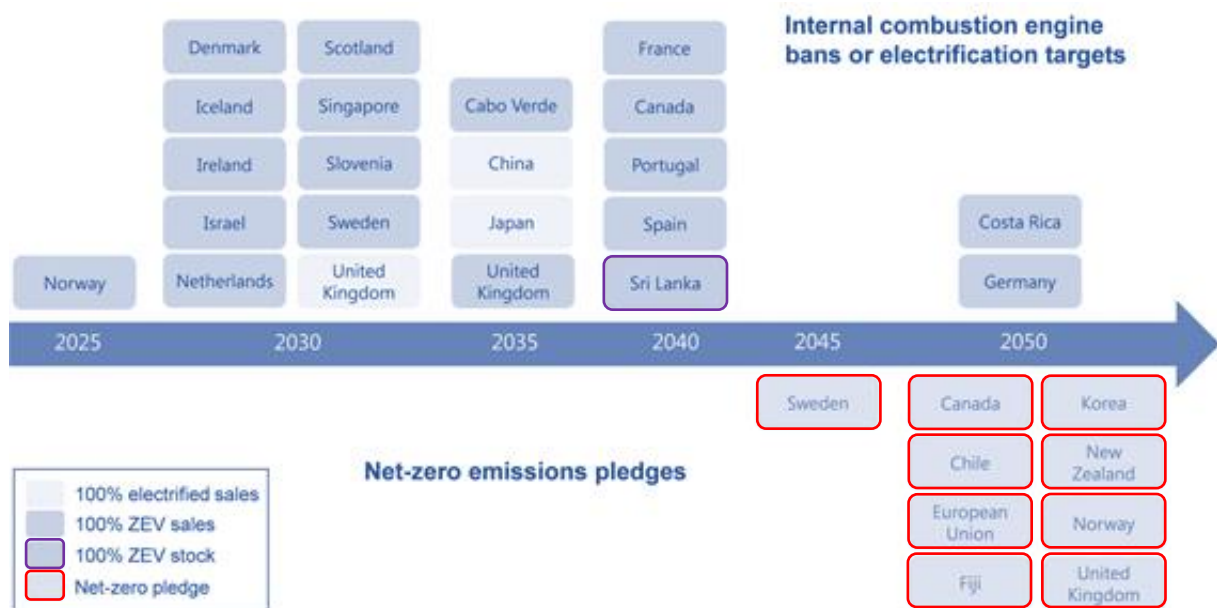 Internal combustion engine
bans or electrification targets
Denmark
Scotland
France
Iceland
Singapore
Cabo Verde
Canada
Ireland
Slovenia
China
Portugal
Israel
Sweden
Japan
Spain
Costa Rica
Norway
Netherlands
United
Kingdom
United
Kingdom
Sri Lanka
Germany
2025
2030
2035
2040
2045
2050
Sweden
Canada
Korea
Net-zero emissions pledges
Chile
New
Zealand
European
Union
Norway
Fiji
United
Kingdom
100% electrified sales
100% ZEV sales
100% ZEV stock
Net-zero pledge